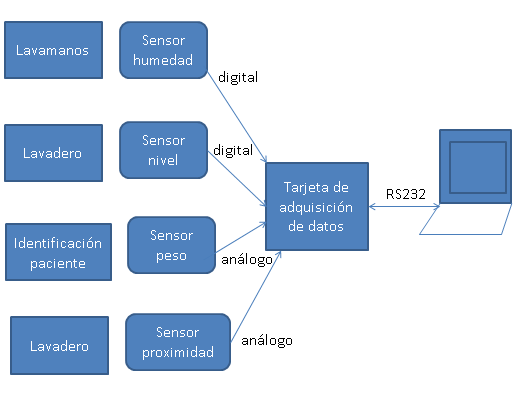 Lavamanos
Sensor
humedad
digital
Lavadero
Sensor
nivel
digital
Tarjeta de
adquisición
de datos
RS232
Identificación
paciente
Sensor
peso
análogo
Lavadero
Sensor
proximidad
análogo